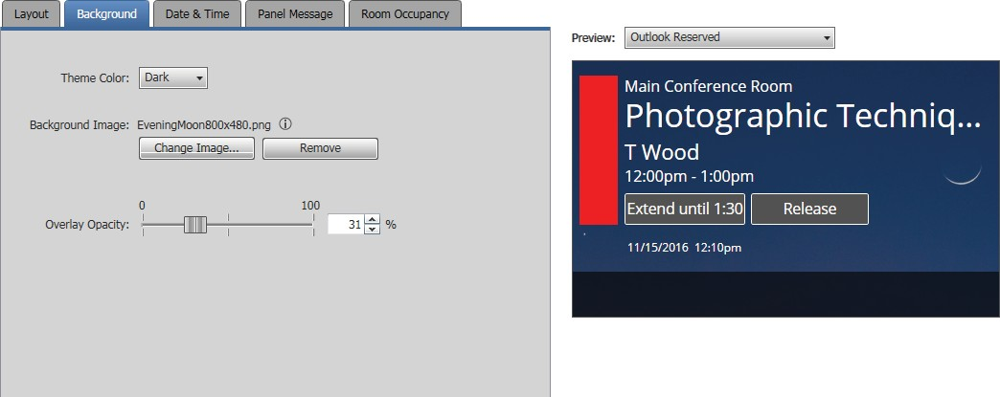 Layout Background Date & Time Panel Message Room Occupancy
Theme Color: Dark
Background Image: EveningMoon800x480.png i
Change Image... Remove
0 100
Overlay Opacity: 31 %
Preview: Outlook Reserved
Main Conference Room
Photographic Techniq...
T Wood
12:00pm - 1:00pm
Extend until 1:30 Release
11/15/2016 12:10pm